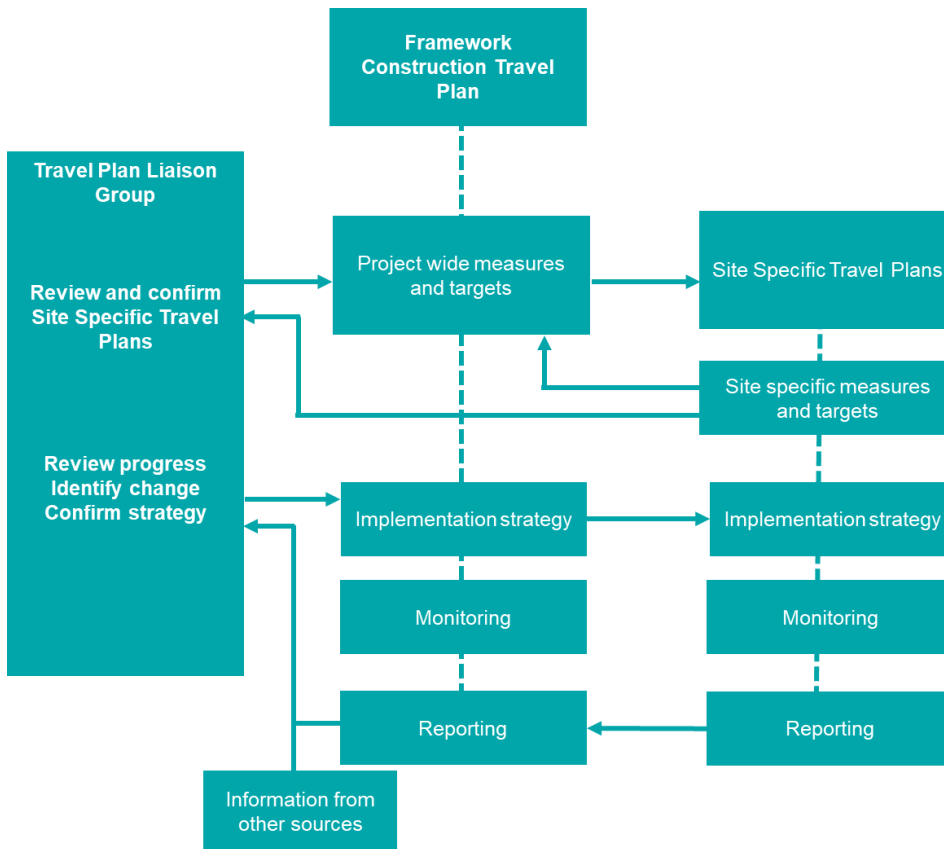 Framework
Construction Travel
Plan
Travel Plan Liaison
Group
Review and confirm
Site Specific Travel
Plans
Review progress
Identify change
Confirm strategy
Project wide measures
and targets
Site Specific Travel Plans
Site specific measures
and targets
Implementation strategy
Implementation strategy
Monitoring
Monitoring
Reporting
Reporting
Information from
other sources